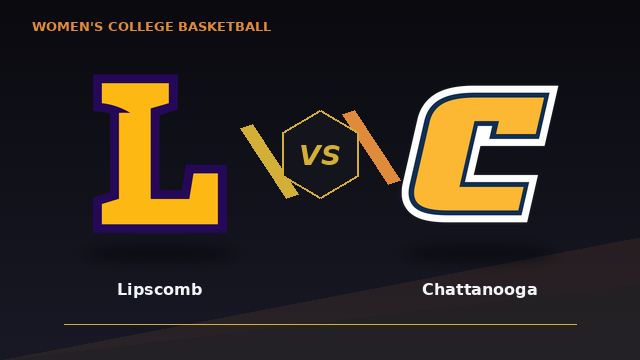 WOMEN'S COLLEGE BASKETBALL
L
VS
C
Lipscomb
Chattanooga